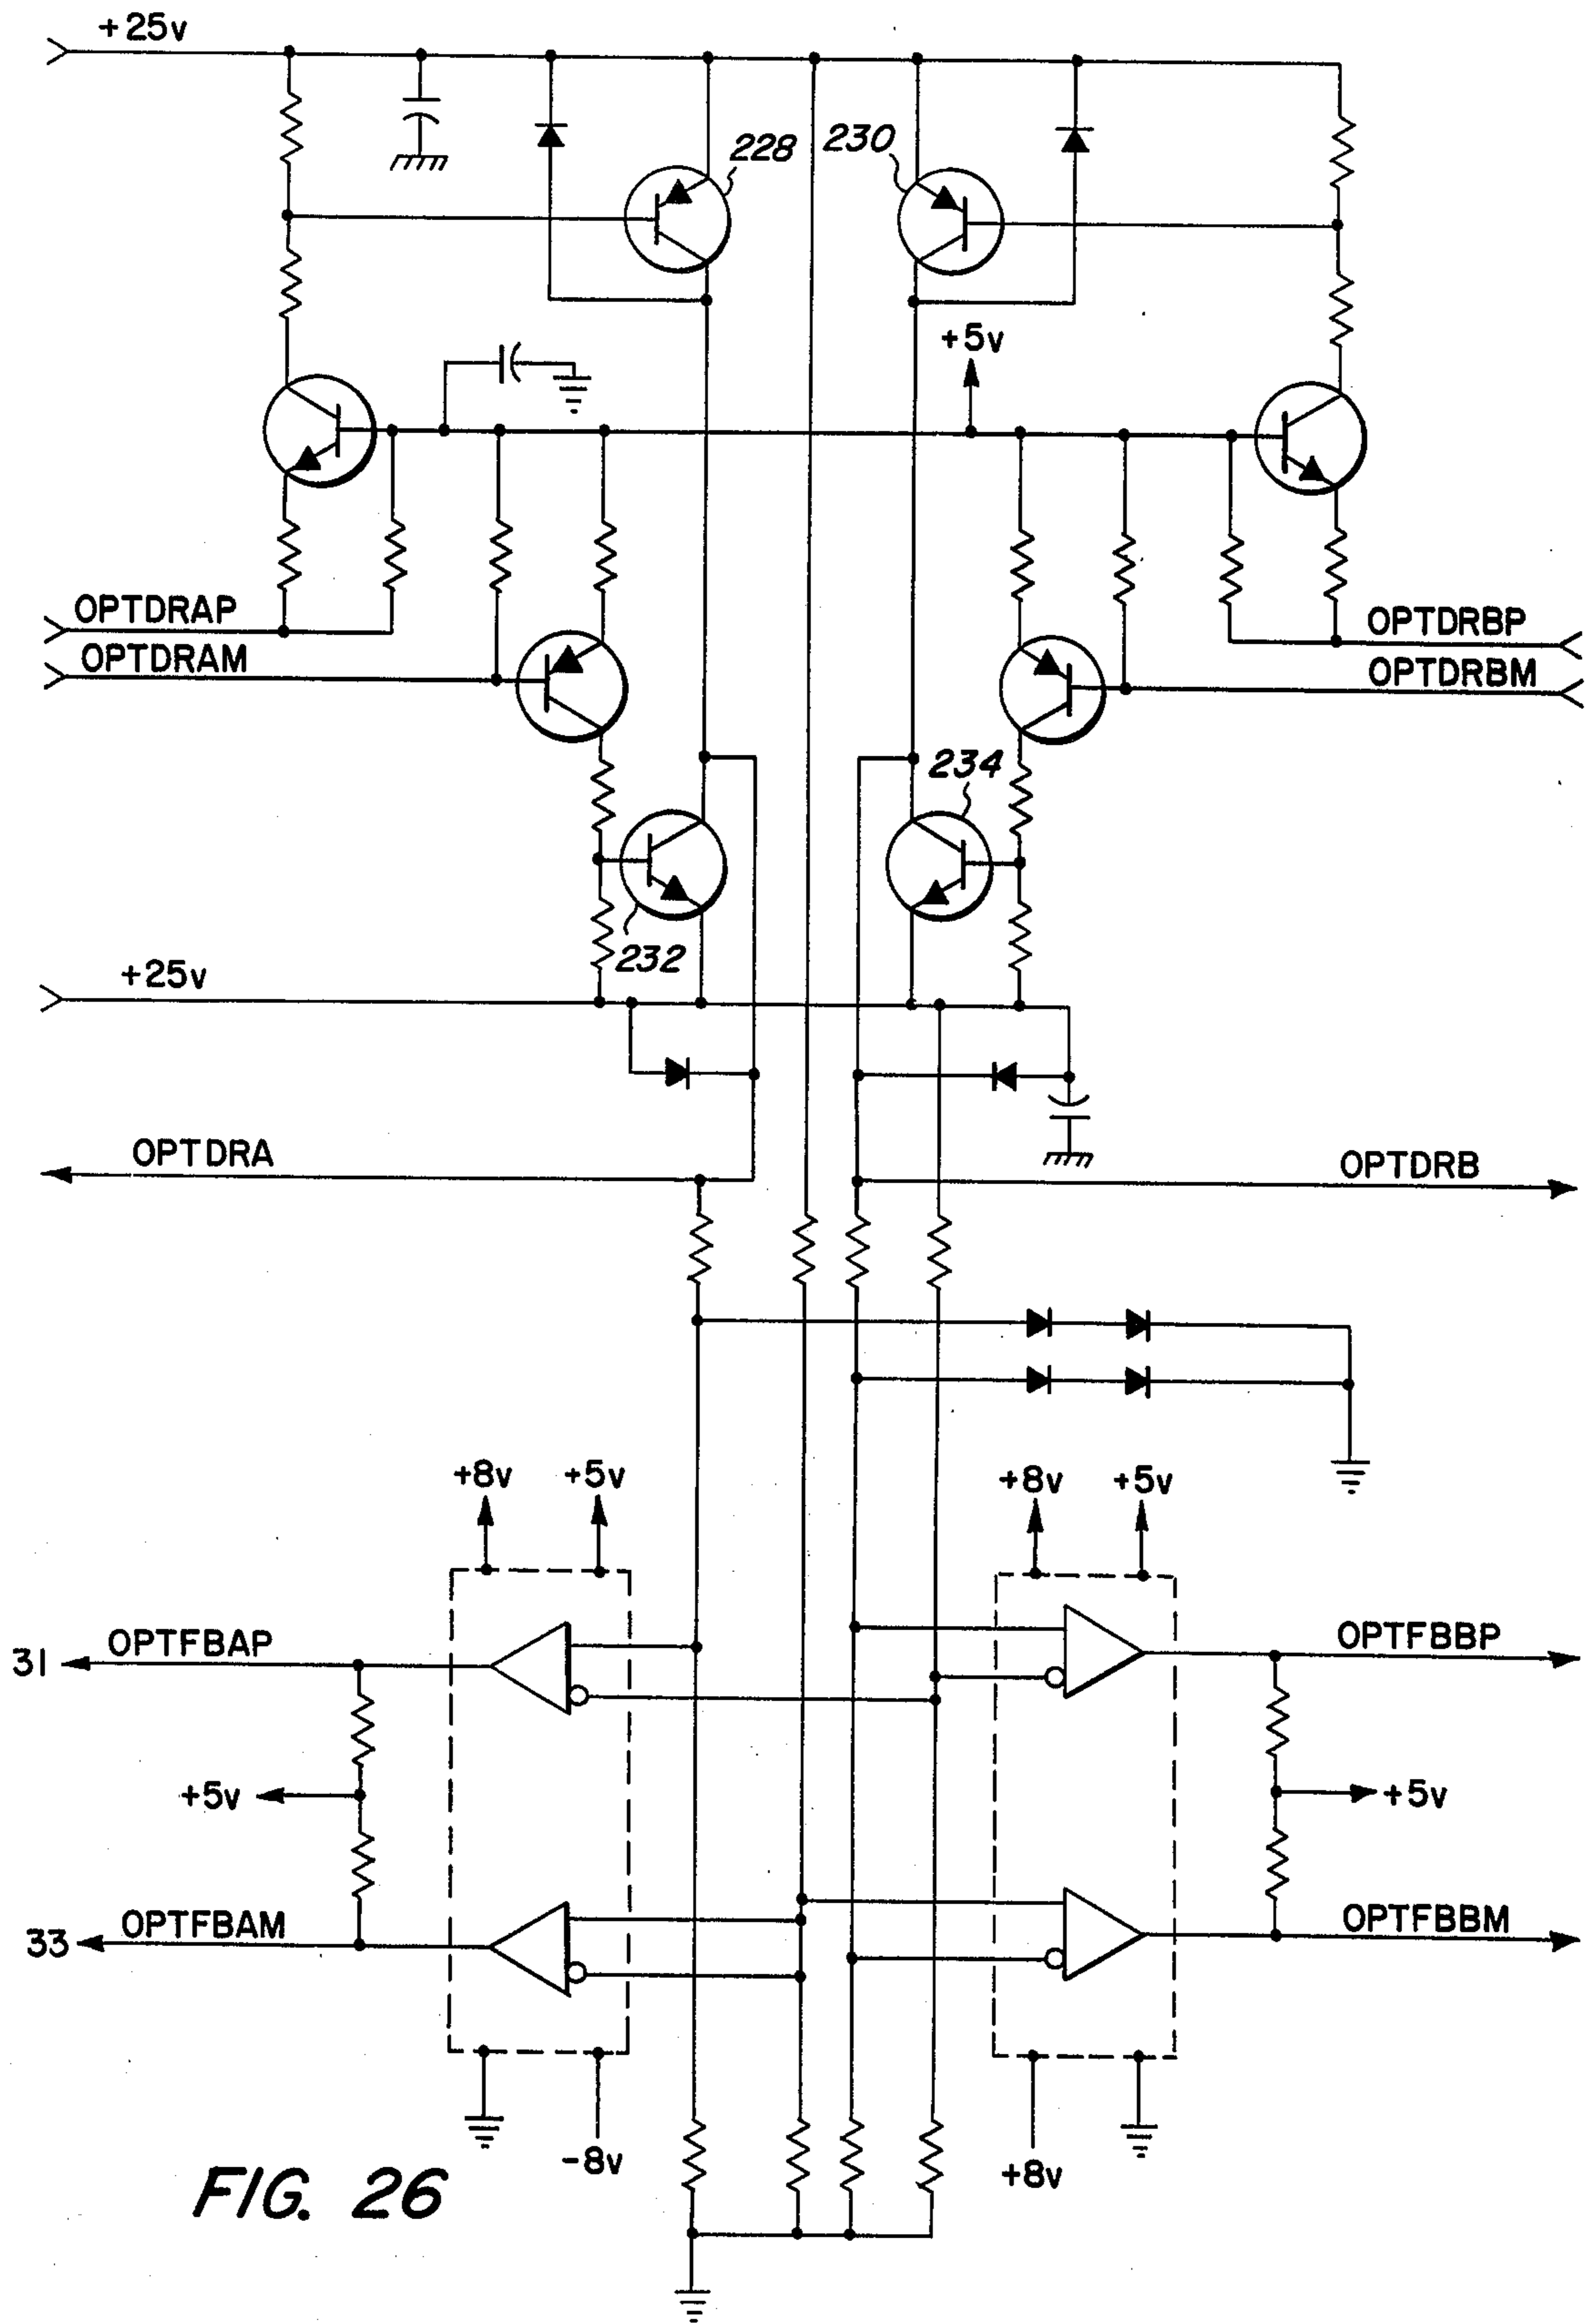 +25v
228
230
+5v
OPTDRAP
OPTDRBP
OPTDRAM
OPTDRBM
234
232
+25v
OPTDRA
OPTDRB
+8v
+5v
+8v
+5v
31
OPTFBAP
OPTFBBP
+5v
+5v
33
OPTFBAM
OPTFBBM
-8v
+8v
FIG. 26